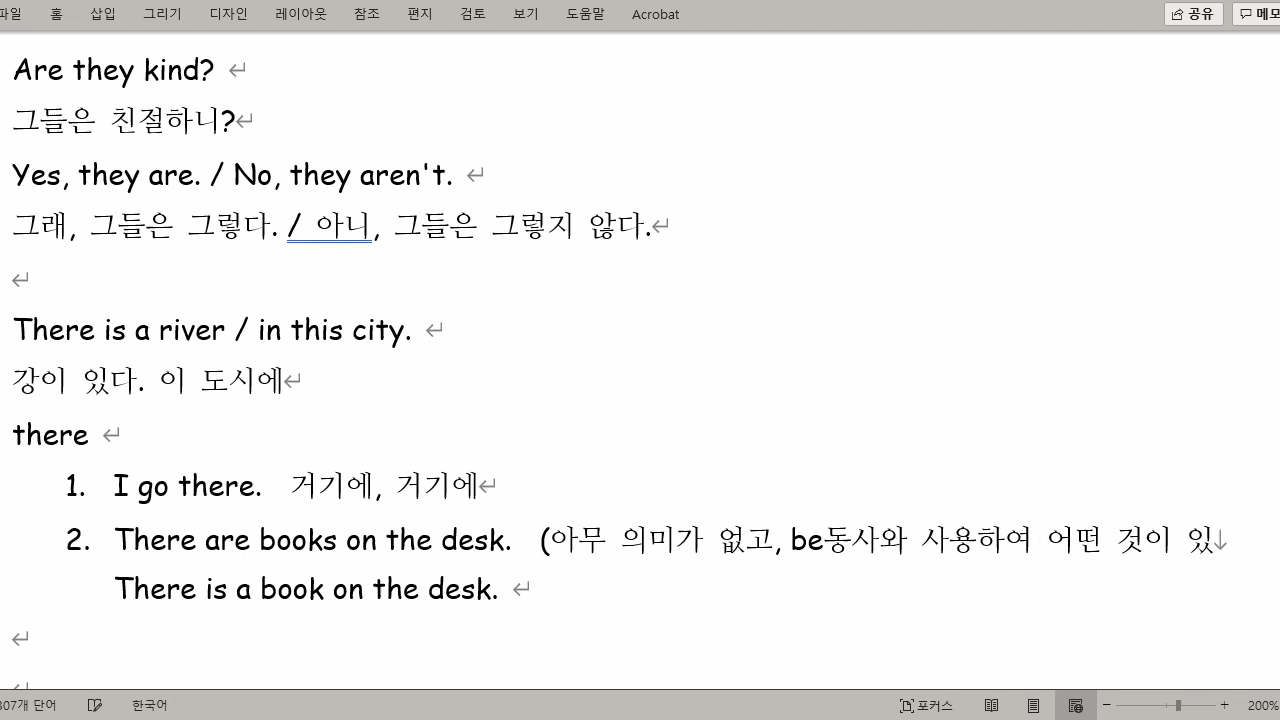 파일 홈 삽입 그리기 디자인 레이아웃 참조 편지 검토 보기 도움말 Acrobat 공유 메모
Are they kind?
그들은 친절하니?
Yes, they are. / No, they aren't.
그래, 그들은 그렇다. / 아니, 그들은 그렇지 않다.
There is a river / in this city.
강이 있다. 이 도시에
there
1. I go there. 거기에, 거기에
2. There are books on the desk. (아무 의미가 없고, be동사와 사용하여 어떤 것이 있
There is a book on the desk.
307개 단어 한국어 포커스 200%